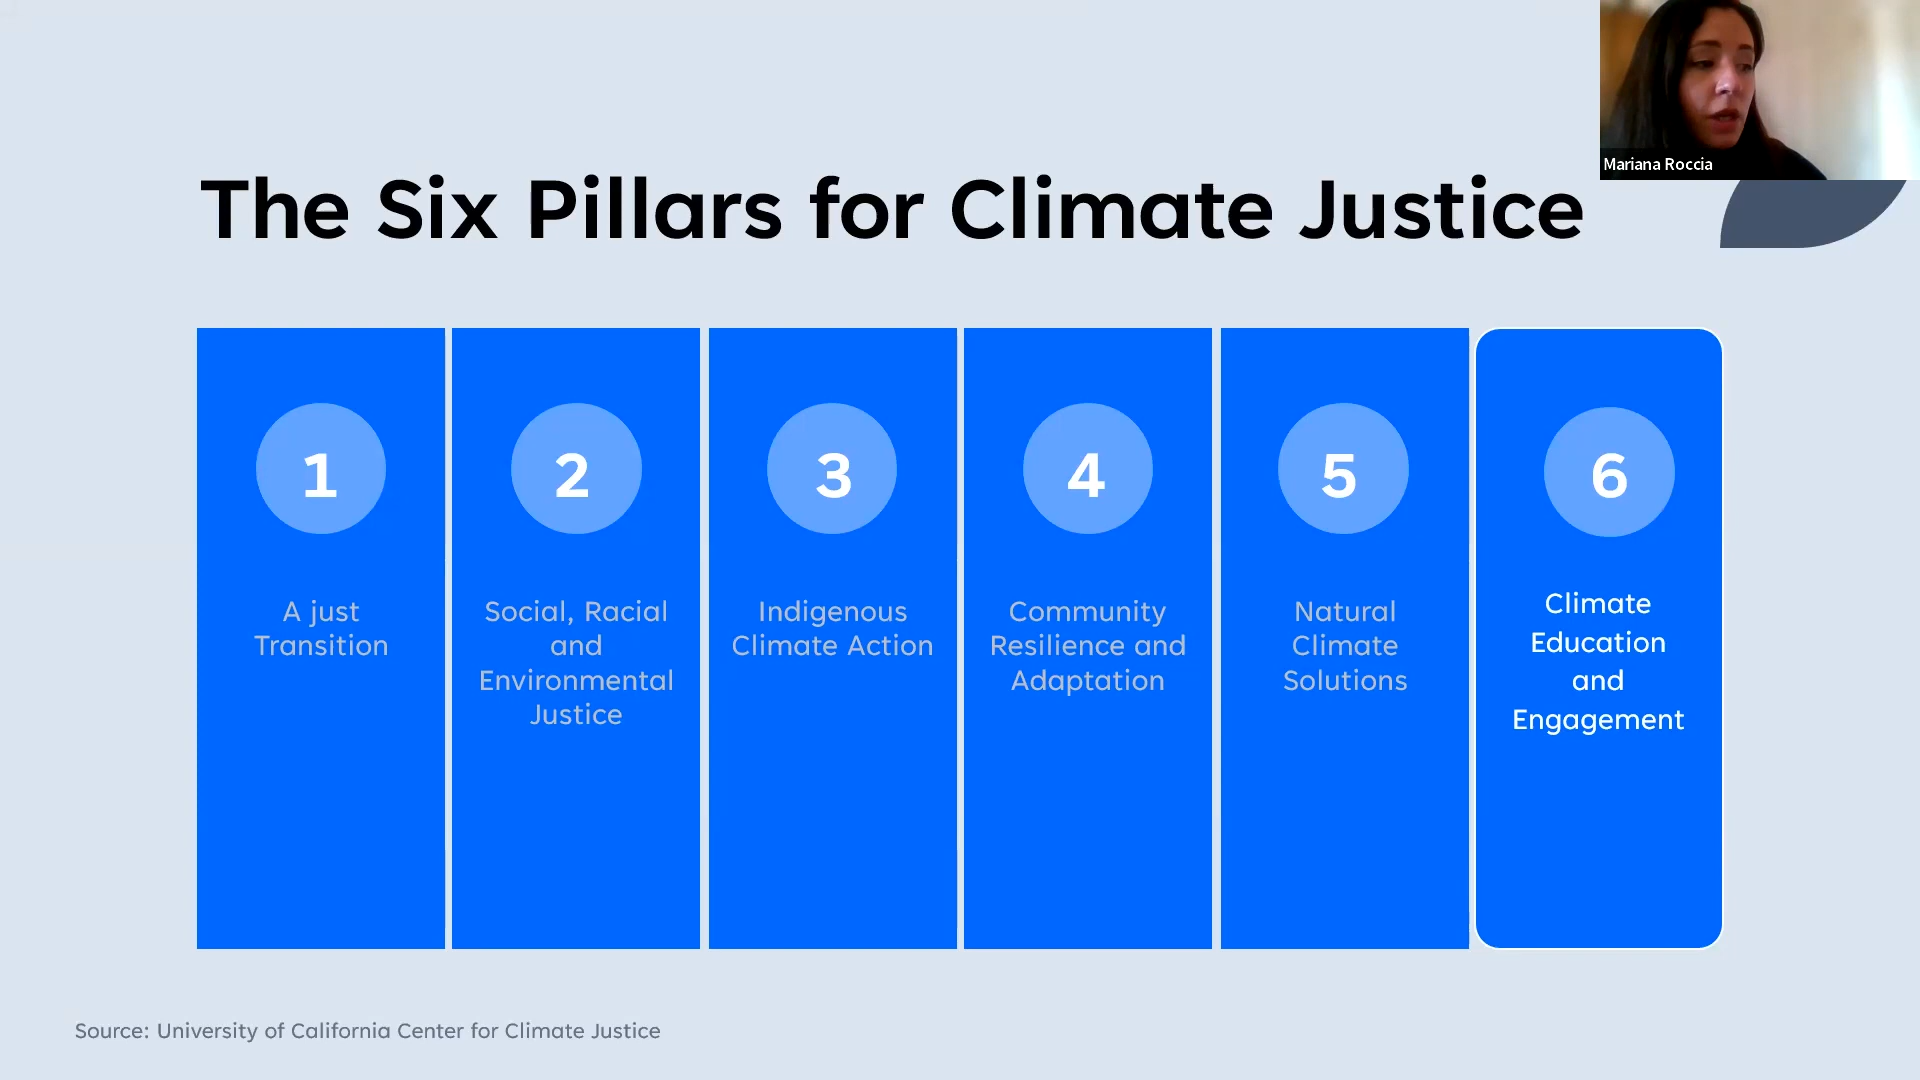 Mariana Roccia
The Six Pillars for Climate Justice
1
A just
Transition
2
Social, Racial
and
Environmental
Justice
3
Indigenous
Climate Action
4
Community
Resilience and
Adaptation
5
Natural
Climate
Solutions
6
Climate
Education
and
Engagement
Source: University of California Center for Climate Justice